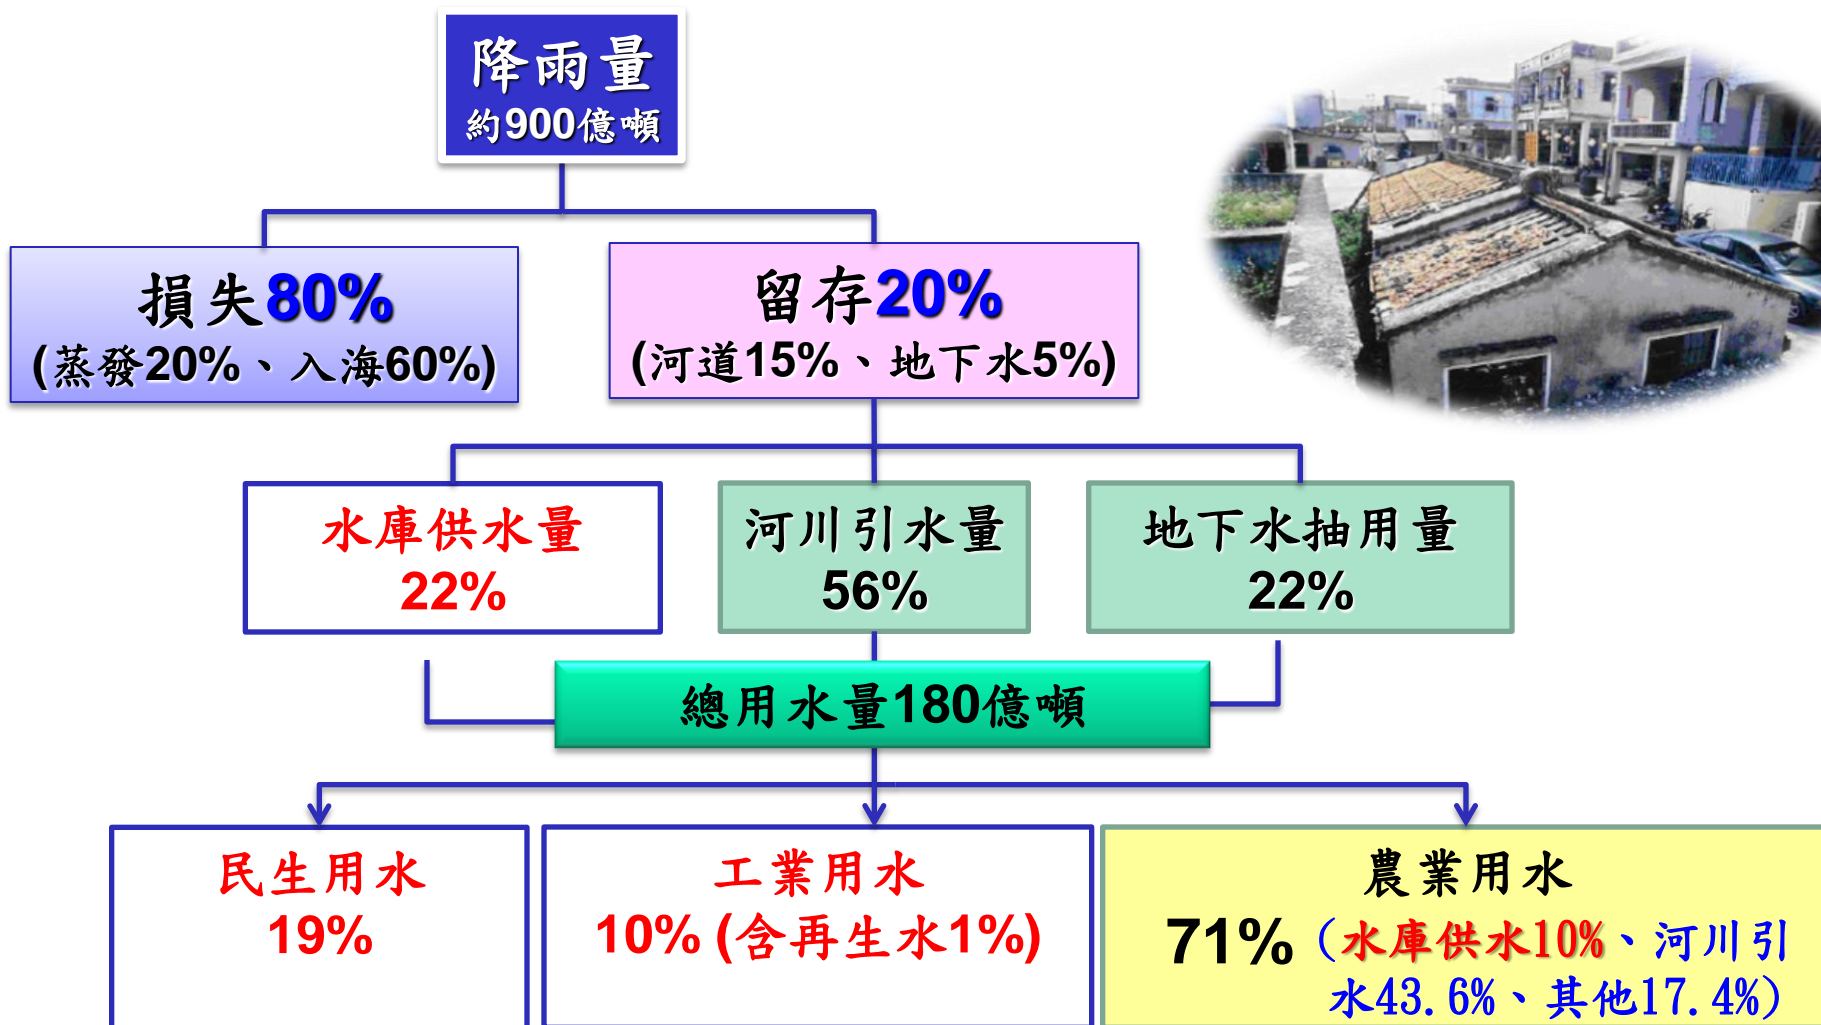 降雨量
約900億噸
損失80%
(蒸發20%、入海60%)
留存20%
(河道15%、地下水5%)
水庫供水量
22%
河川引水量
56%
地下水抽用量
22%
總用水量180億噸
民生用水
19%
工業用水
10% (含再生水1%)
農業用水
71%（水庫供水10%、河川引
水43.6%、其他17.4%）